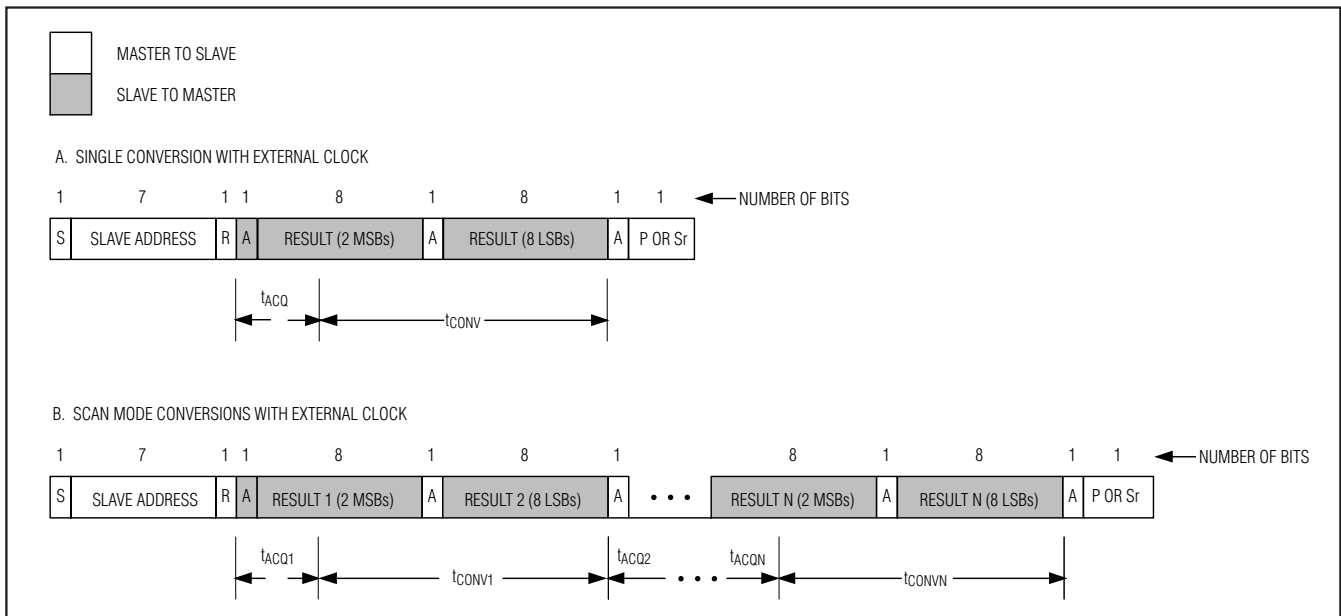 MASTER TO SLAVE
SLAVE TO MASTER
A. SINGLE CONVERSION WITH EXTERNAL CLOCK
1 7 1 1 8 1 8 1 1 NUMBER OF BITS
S SLAVE ADDRESS R A RESULT (2 MSBs) A RESULT (8 LSBs) A P OR Sr
tACQ
tCONV
B. SCAN MODE CONVERSIONS WITH EXTERNAL CLOCK
1 7 1 1 8 1 8 1 8 1 8 1 1 NUMBER OF BITS
S SLAVE ADDRESS R A RESULT 1 (2 MSBs) A RESULT 2 (8 LSBs) A • • • RESULT N (2 MSBs) A RESULT N (8 LSBs) A P OR Sr
tACQ1 tACQ2 tACQN
tCONV1 • • • tCONVN